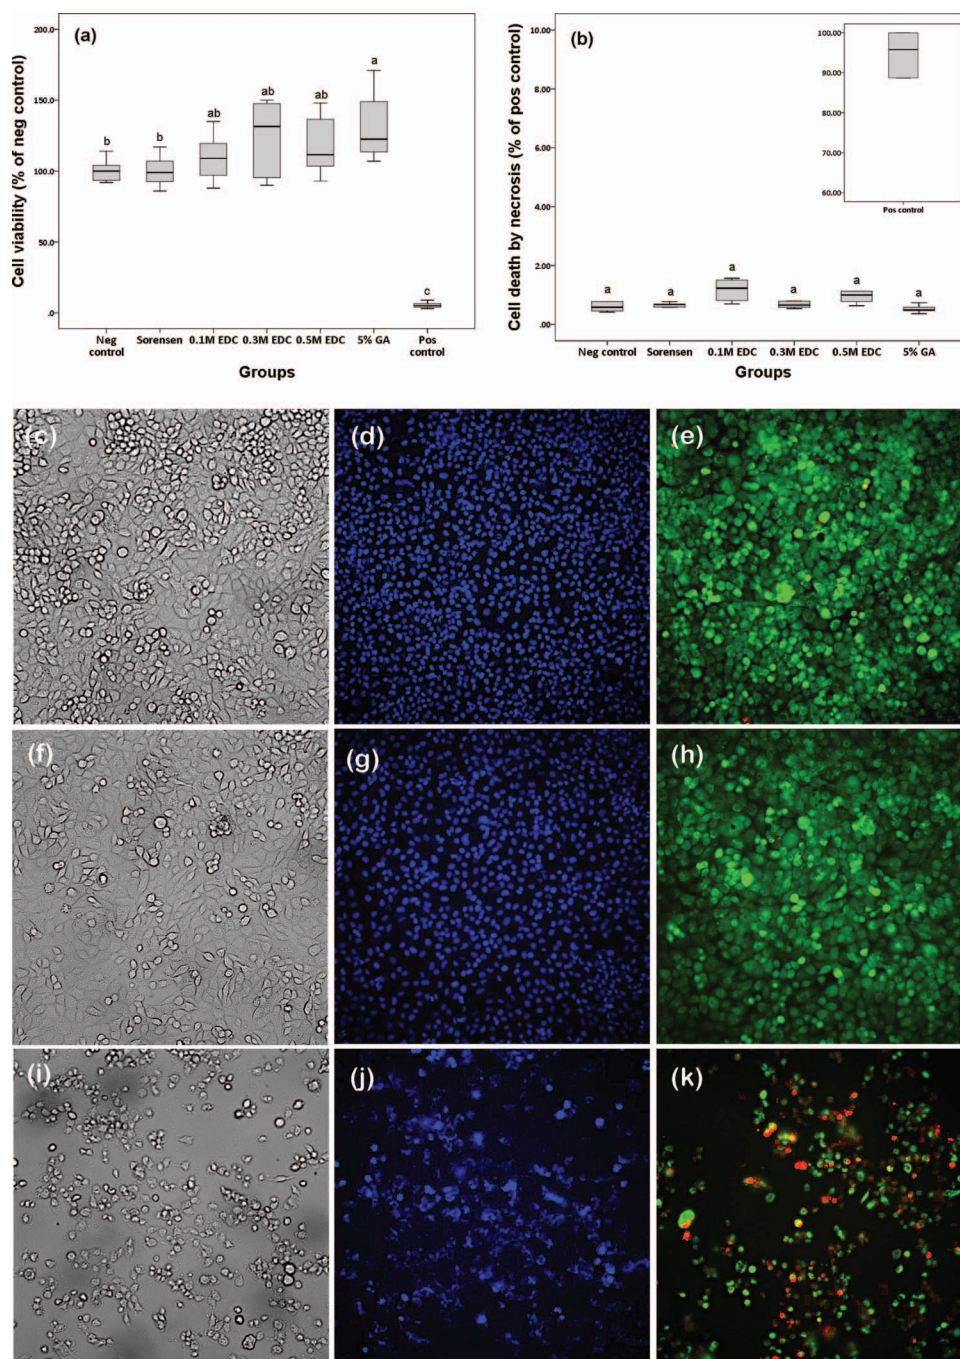 (a)
Cell viability (% of neg control)
200.0
150.0
100.0
50.0
.0
b
b
ab
ab
ab
a
c
Neg control
Sorensen
0.1M EDC
0.3M EDC
0.5M EDC
5% GA
Pos control
Groups
(b)
Cell death by necrosis (% of pos control)
10.00
8.00
6.00
4.00
2.00
.00
a
a
a
a
a
a
Neg control
Sorensen
0.1M EDC
0.3M EDC
0.5M EDC
5% GA
Groups
100.00
90.00
80.00
70.00
60.00
Pos control
(c)
(d)
(e)
(f)
(g)
(h)
(i)
(j)
(k)